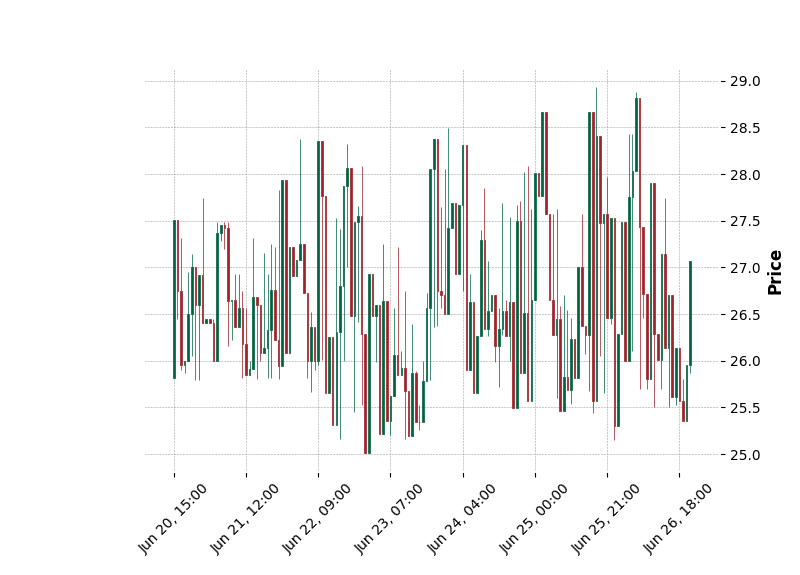 29.0
28.5
28.0
27.5
27.0
26.5
26.0
25.5
25.0
Price
Jun 20, 15:00
Jun 21, 12:00
Jun 22, 09:00
Jun 23, 07:00
Jun 24, 04:00
Jun 25, 00:00
Jun 25, 21:00
Jun 26, 18:00